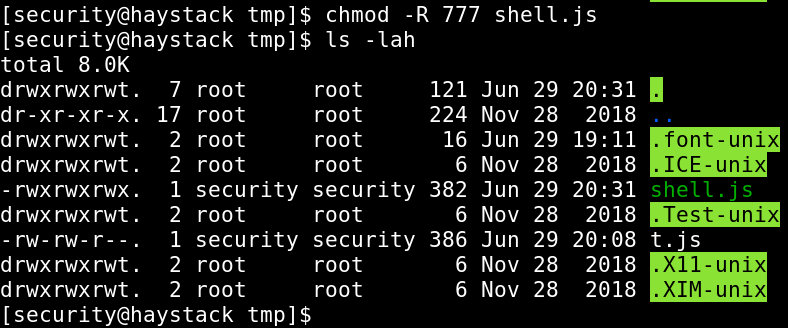 [security@haystack tmp]$ chmod -R 777 shell.js
[security@haystack tmp]$ ls -lah
total 8.0K
drwxrwxrwt.  7 root     root     121 Jun 29 20:31 .
dr-xr-xr-x. 17 root     root     224 Nov 28  2018 ..
drwxrwxrwt.  2 root     root      16 Jun 29 19:11 .font-unix
drwxrwxrwt.  2 root     root       6 Nov 28  2018 .ICE-unix
-rwxrwxrwx.  1 security security 382 Jun 29 20:31 shell.js
drwxrwxrwt.  2 root     root       6 Nov 28  2018 .Test-unix
-rw-rw-r--.  1 security security 386 Jun 29 20:08 t.js
drwxrwxrwt.  2 root     root       6 Nov 28  2018 .X11-unix
drwxrwxrwt.  2 root     root       6 Nov 28  2018 .XIM-unix
[security@haystack tmp]$